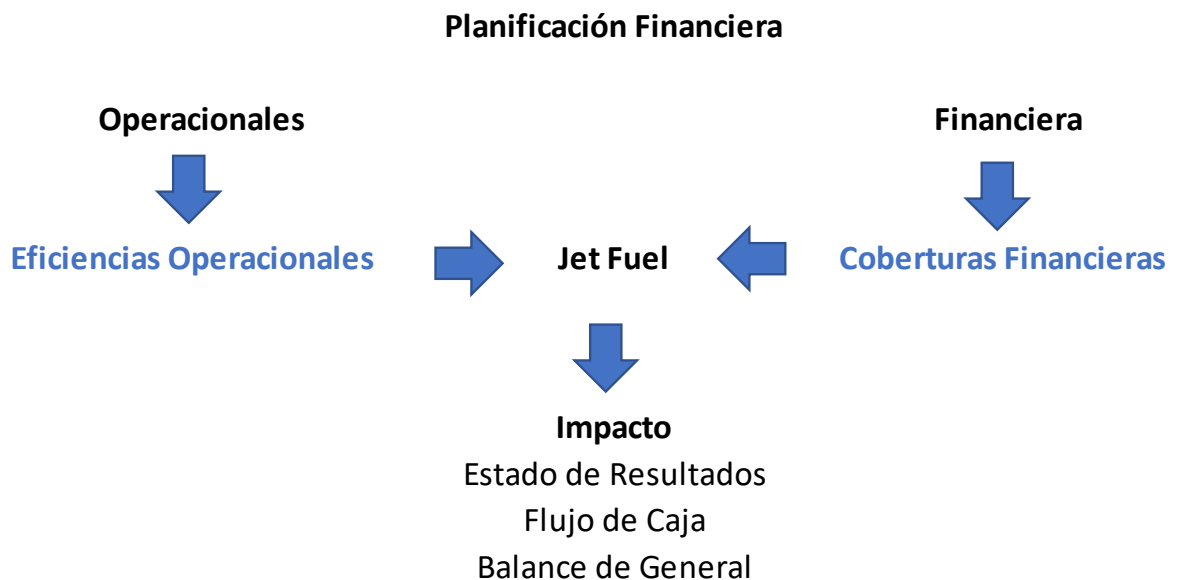 Planificación Financiera
Operacionales
Financiera
Eficiencias Operacionales
Jet Fuel
Coberturas Financieras
Impacto
Estado de Resultados
Flujo de Caja
Balance de General